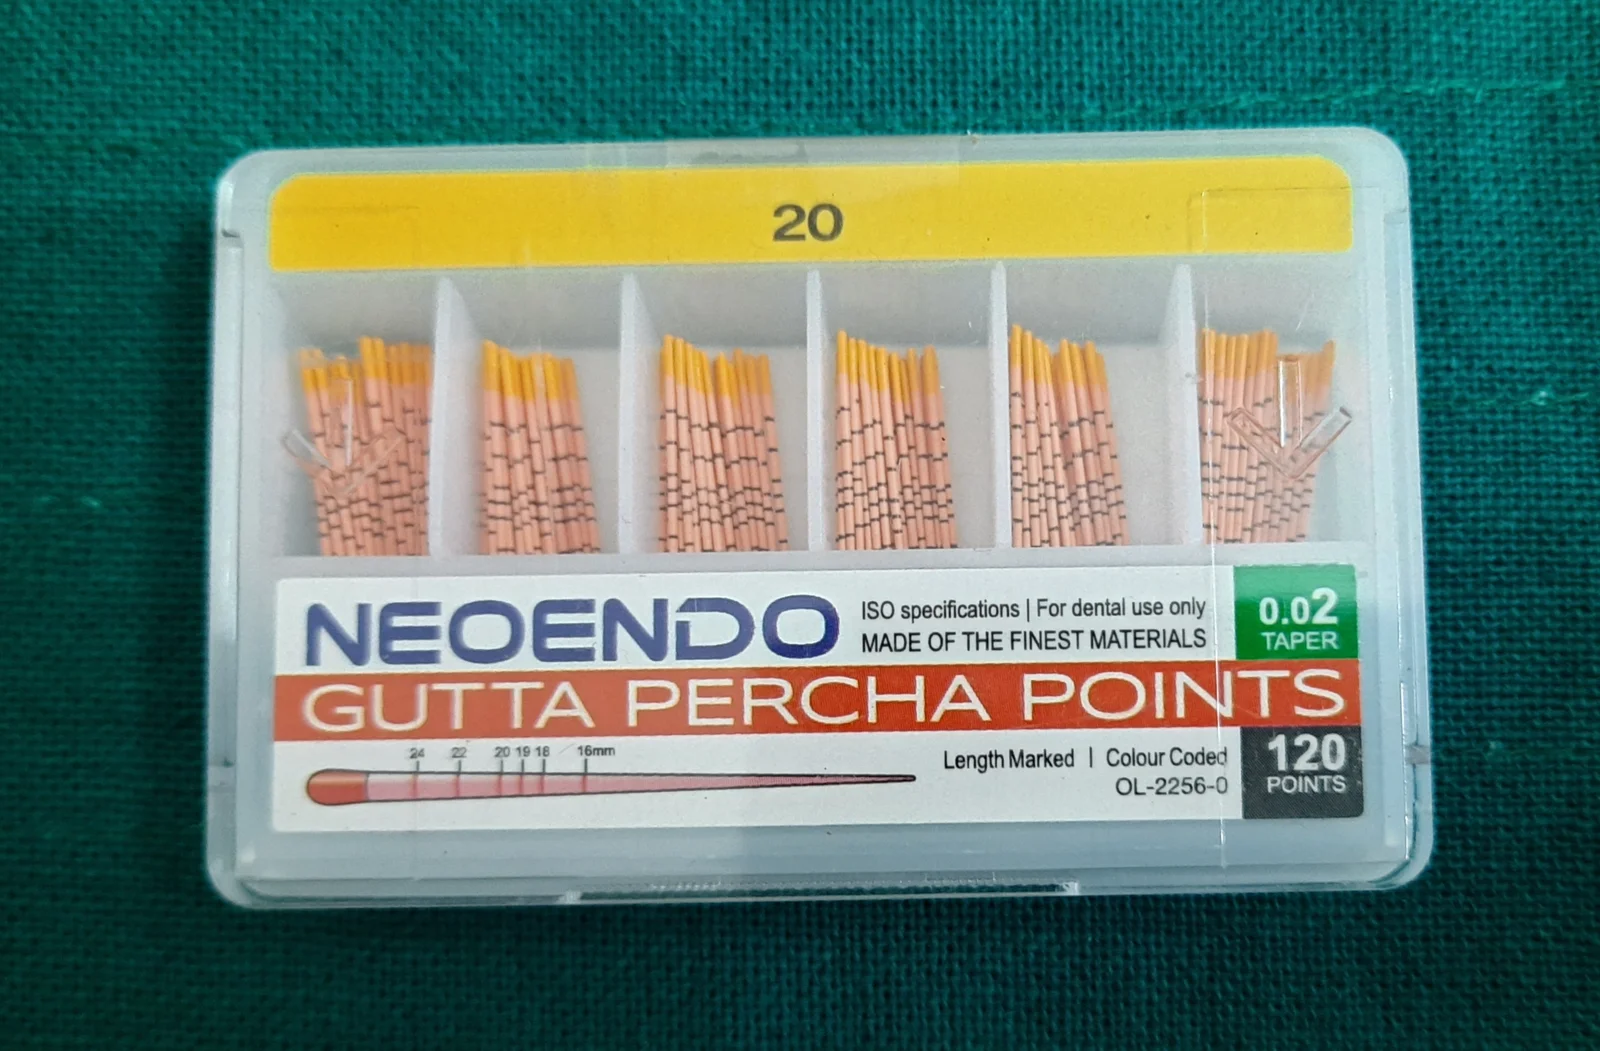 20
NEOENDO
ISO specifications | For dental use only
MADE OF THE FINEST MATERIALS
0.02
TAPER
GUTTA PERCHA POINTS
24 22 20 19 18 16mm
Length Marked | Colour Coded
OL-2256-0
120
POINTS